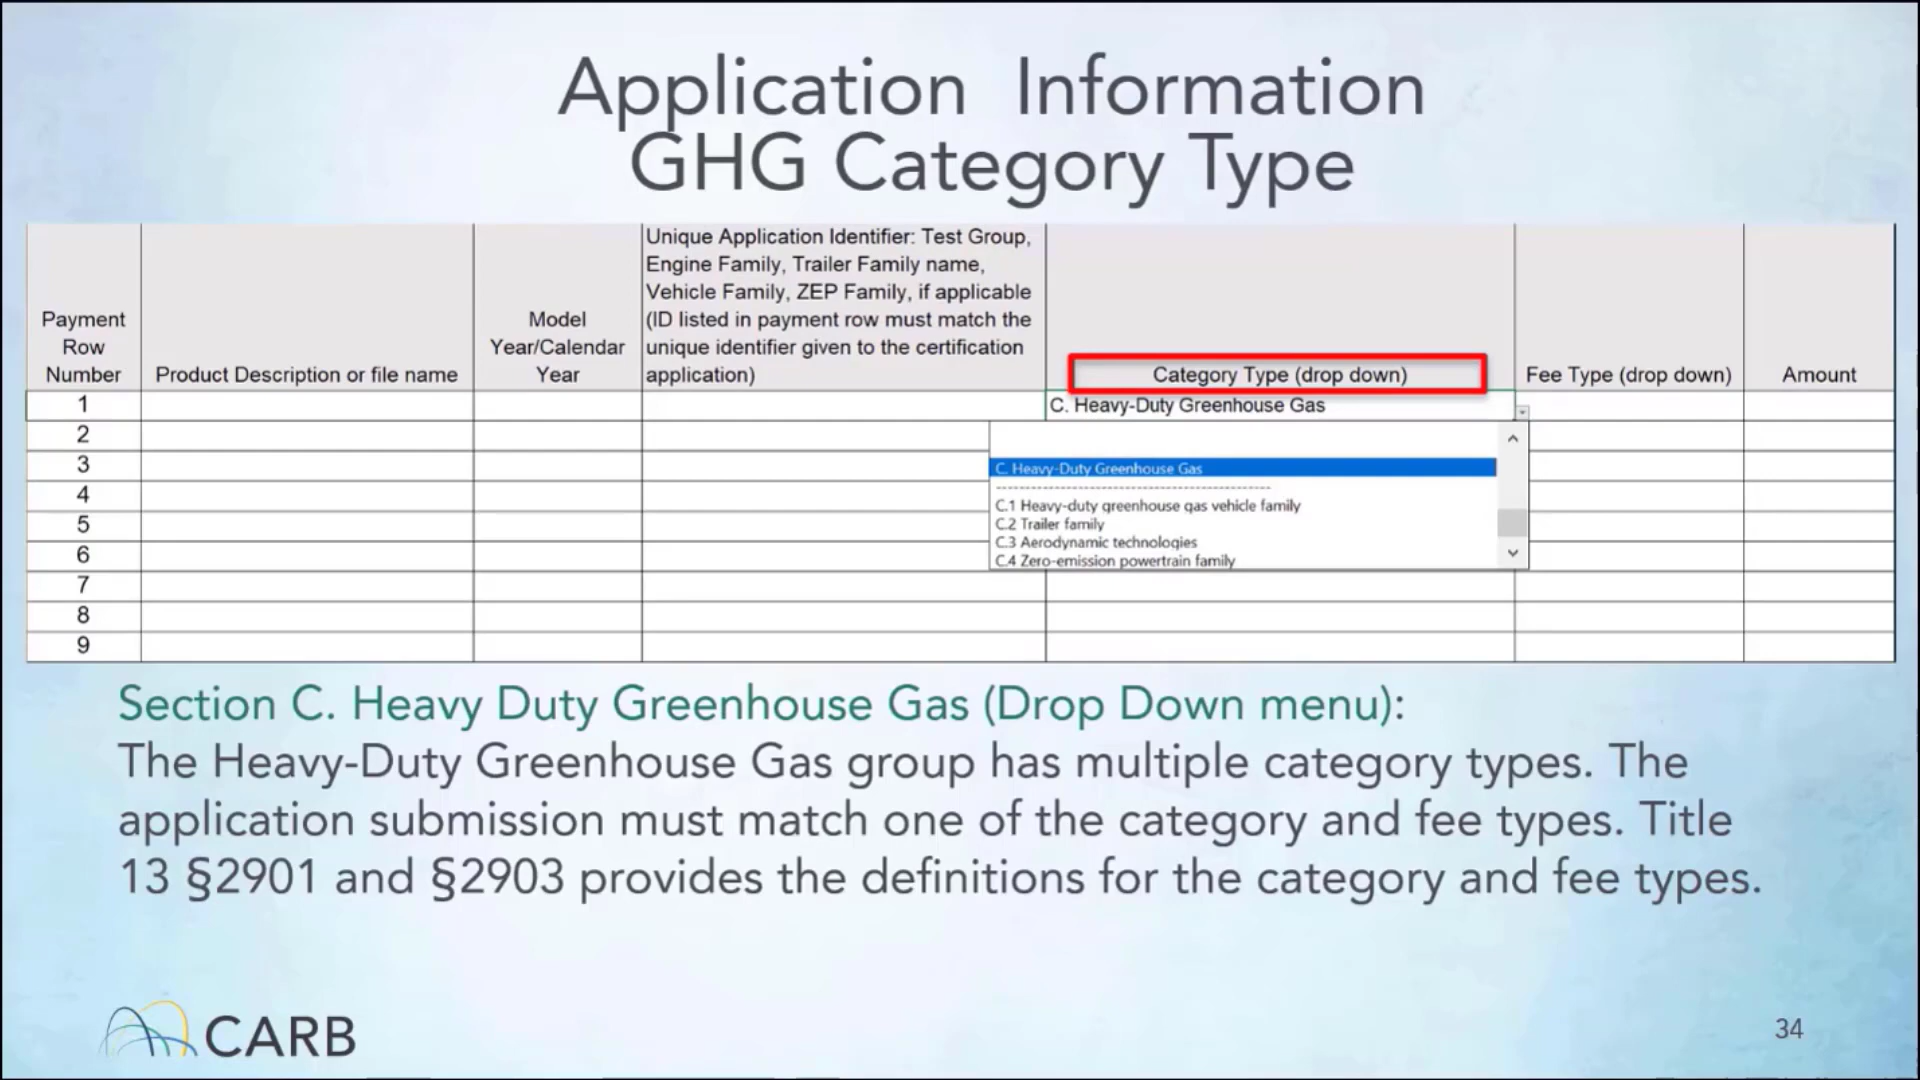 Application Information
GHG Category Type
Payment
Row
Number
Product Description or file name
Model
Year/Calendar
Year
Unique Application Identifier: Test Group,
Engine Family, Trailer Family name,
Vehicle Family, ZEP Family, if applicable
(ID listed in payment row must match the
unique identifier given to the certification
application)
Category Type (drop down)
Fee Type (drop down)
Amount
1
C. Heavy-Duty Greenhouse Gas
2
3
4
5
6
7
8
9
C. Heavy-Duty Greenhouse Gas
------------------------------------------------------
C.1 Heavy-duty greenhouse gas vehicle family
C.2 Trailer family
C.3 Aerodynamic technologies
C.4 Zero-emission powertrain family
Section C. Heavy Duty Greenhouse Gas (Drop Down menu):
The Heavy-Duty Greenhouse Gas group has multiple category types. The
application submission must match one of the category and fee types. Title
13 §2901 and §2903 provides the definitions for the category and fee types.
CARB
34